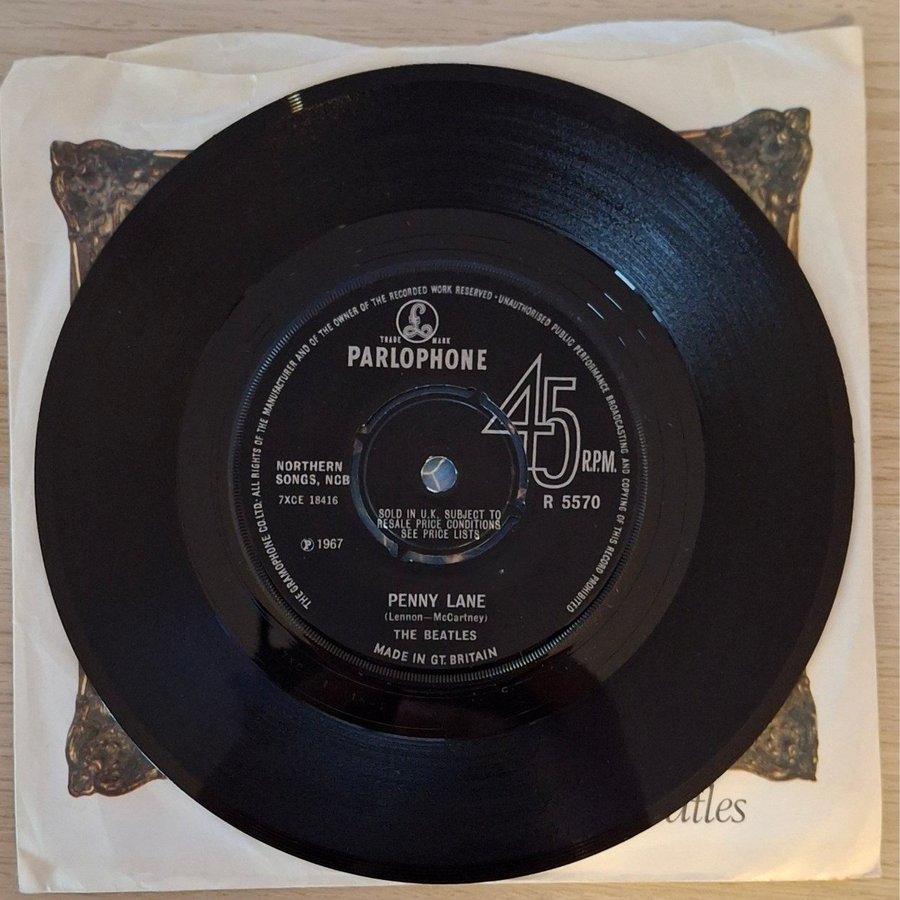 THE GRAMOPHONE CO.LTD. ALL RIGHTS OF THE MANUFACTURER AND OF THE OWNER OF THE RECORDED WORK RESERVED · UNAUTHORISED PUBLIC PERFORMANCE BROADCASTING AND COPYING OF THIS RECORD PROHIBITED
£
TRADE MARK
PARLOPHONE
45
R.P.M.
NORTHERN
SONGS, NCB
7XCE 18416
R 5570
SOLD IN U.K. SUBJECT TO
RESALE PRICE CONDITIONS
SEE PRICE LISTS
℗ 1967
PENNY LANE
(Lennon—McCartney)
THE BEATLES
MADE IN GT. BRITAIN